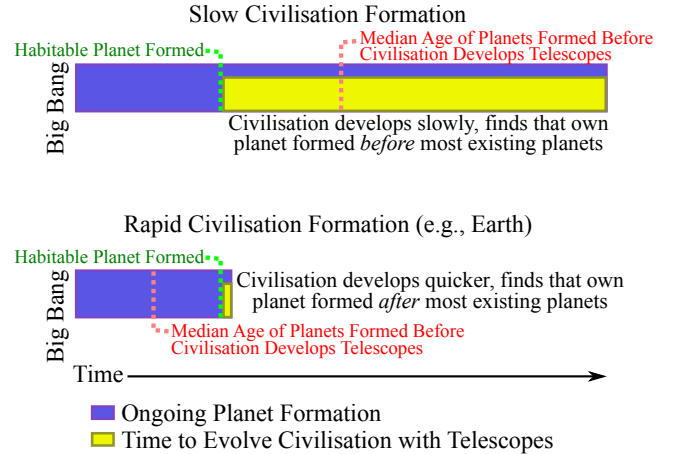 Slow Civilisation Formation
Habitable Planet Formed
Median Age of Planets Formed Before
Civilisation Develops Telescopes
Big Bang
Civilisation develops slowly, finds that own
planet formed before most existing planets
Rapid Civilisation Formation (e.g., Earth)
Habitable Planet Formed
Big Bang
Civilisation develops quicker, finds that own
planet formed after most existing planets
Median Age of Planets Formed Before
Civilisation Develops Telescopes
Time
Ongoing Planet Formation
Time to Evolve Civilisation with Telescopes